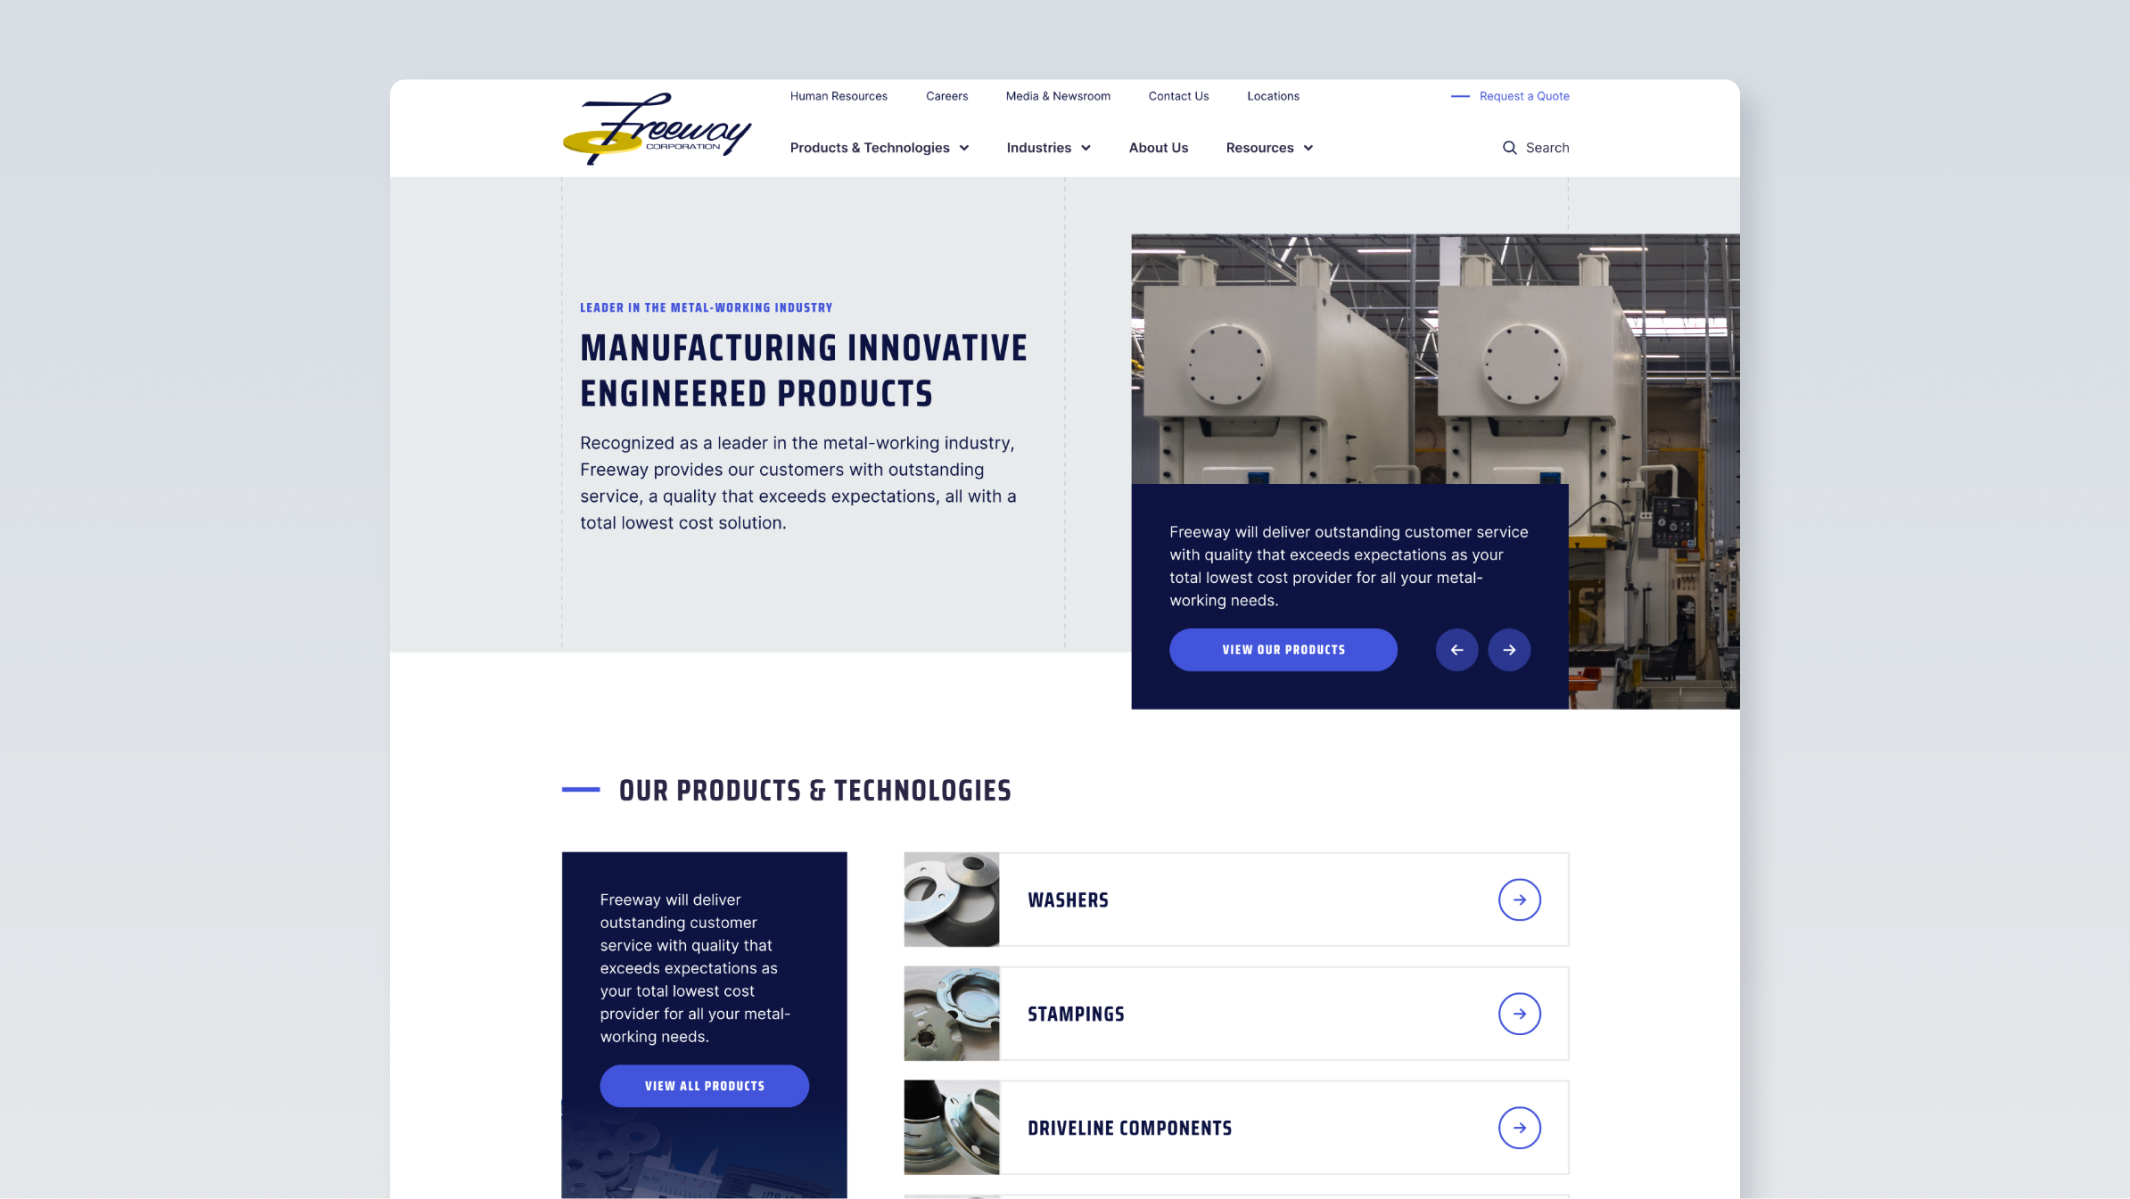 Freeway
CORPORATION
Human Resources Careers Media & Newsroom Contact Us Locations
Request a Quote
Products & Technologies Industries About Us Resources
Search
LEADER IN THE METAL-WORKING INDUSTRY
MANUFACTURING INNOVATIVE
ENGINEERED PRODUCTS
Recognized as a leader in the metal-working industry,
Freeway provides our customers with outstanding
service, a quality that exceeds expectations, all with a
total lowest cost solution.
Freeway will deliver outstanding customer service
with quality that exceeds expectations as your
total lowest cost provider for all your metal-
working needs.
VIEW OUR PRODUCTS
OUR PRODUCTS & TECHNOLOGIES
Freeway will deliver
outstanding customer
service with quality that
exceeds expectations as
your total lowest cost
provider for all your metal-
working needs.
VIEW ALL PRODUCTS
WASHERS
STAMPINGS
DRIVELINE COMPONENTS